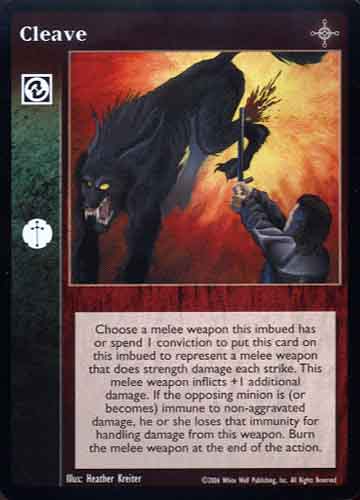 Cleave
Choose a melee weapon this imbued has
or spend 1 conviction to put this card on
this imbued to represent a melee weapon
that does strength damage each strike. This
melee weapon inflicts +1 additional
damage. If the opposing minion is (or
becomes) immune to non-aggravated
damage, he or she loses that immunity for
handling damage from this weapon. Burn
the melee weapon at the end of the action.
Illus: Heather Kreiter
©2006 White Wolf Publishing, Inc. All Rights Reserved.